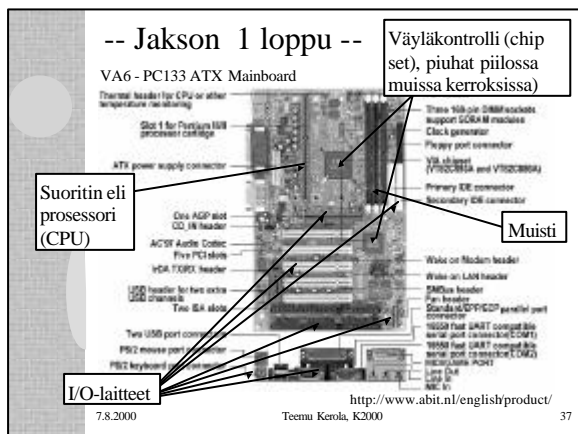 -- Jakson 1 loppu --
Väyläkontrolli (chip
set), piuhat piilossa
muissa kerroksissa)
VA6 - PC133 ATX Mainboard
Thermal header for CPU or other
temperature monitoring
Slot 1 for Pentium II/III
processor cartridge
ATX power supply connector
Suoritin eli
prosessori
(CPU)
One AGP slot
CD_IN header
AC'97 Audio Codec
Five PCI slots
IrDA TX/RX header
USB header for two extra
USB channels
Two ISA slots
Two USB port connectors
PS/2 mouse port connector
PS/2 keyboard port connector
I/O-laitteet
Three 168-pin DIMM sockets
support SDRAM modules
Clock generator
Floppy port connector
VIA chipset
Primary IDE connector
Secondary IDE connector
Muisti
Wake on Modem header
Wake on LAN header
SMBus header
Fan header
Standard/EPP/ECP parallel port
connector
16550 fast UART compatible
serial port connector(COM1)
16550 fast UART compatible
serial port connector(COM2)
Line Out
Line In
MIC In
http://www.abit.nl/english/product/
7.8.2000
Teemu Kerola, K2000
37